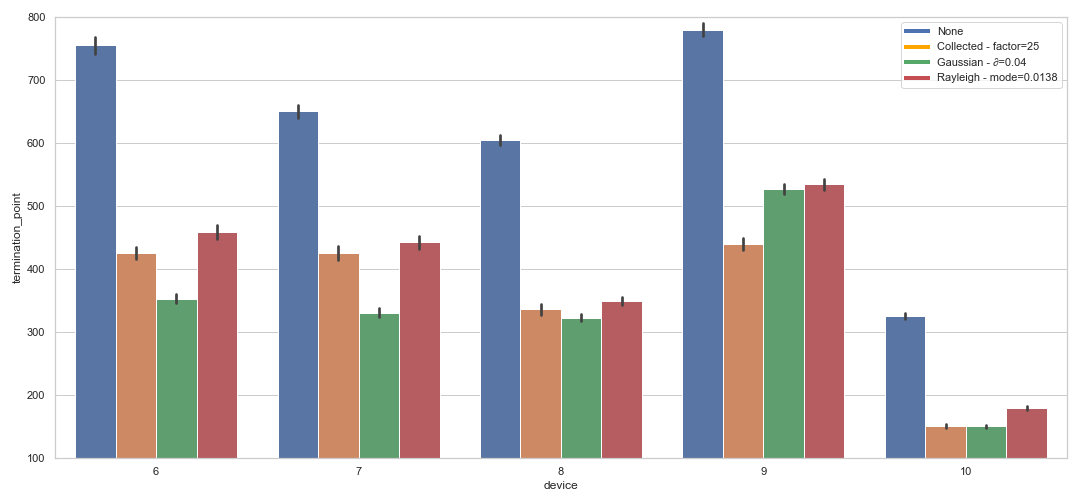 800
700
600
500
400
300
200
100
termination_point
6 7 8 9 10
device
None
Collected - factor=25
Gaussian - ∂=0.04
Rayleigh - mode=0.0138